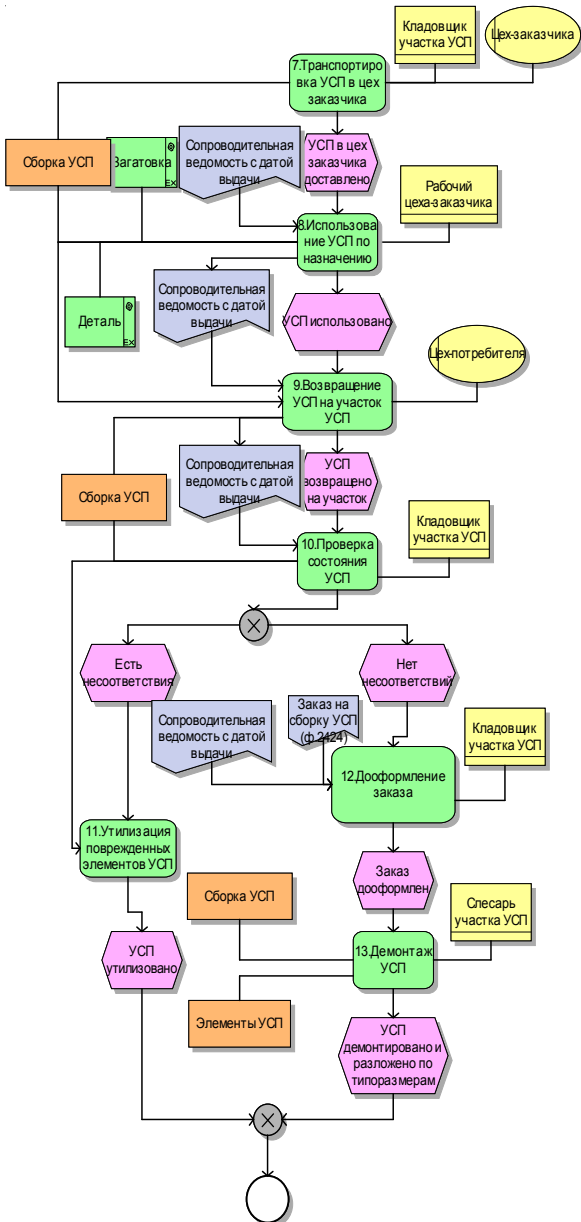 Кладовщик
участка УСП
Цех-заказчика
7.Транспортиро
вка УСП в цех
заказчика
Сборка УСП
Загатовка
EX
Сопроводительная
ведомость с датой
выдачи
УСП в цех
заказчика
доставлено
Рабочий
цеха-заказчика
8.Использова
ние УСП по
назначению
Деталь
EX
Сопроводительная
ведомость с датой
выдачи
УСП использовано
Цех-потребителя
9.Возвращение
УСП на участок
УСП
Сборка УСП
Сопроводительная
ведомость с датой
выдачи
УСП
возвращено
на участок
Кладовщик
участка УСП
10.Проверка
состояния
УСП
Есть
несоответствия
Нет
несоответствий
Сопроводительная
ведомость с датой
выдачи
Заказ на
сборку УСП
(ф.2424)
Кладовщик
участка УСП
12.Дооформление
заказа
11.Утилизация
поврежденных
элементов УСП
Заказ
дооформлен
Сборка УСП
Слесарь
участка УСП
УСП
утилизовано
13.Демонтаж
УСП
Элементы УСП
УСП
демонтировано и
разложено по
типоразмерам